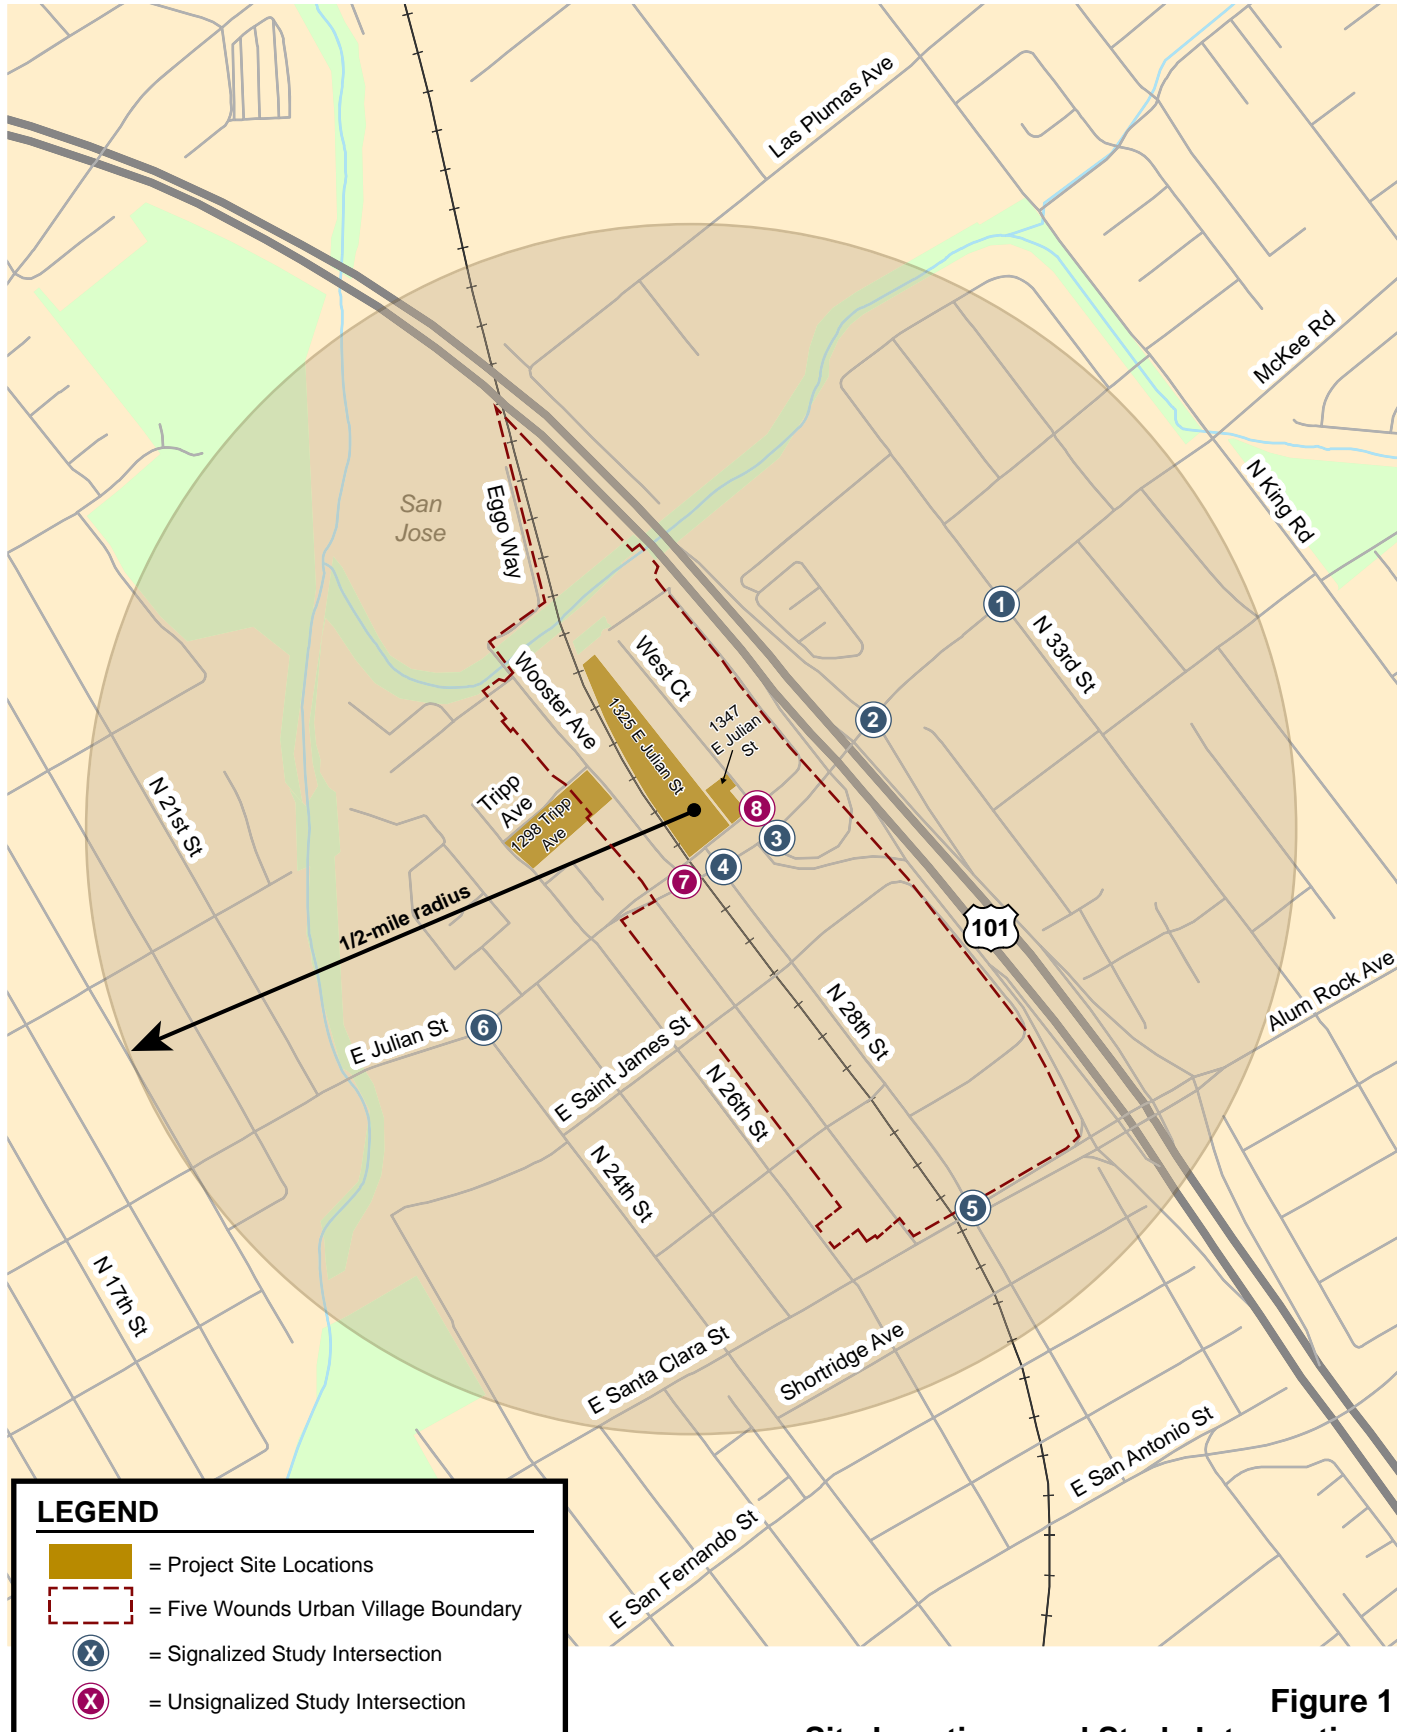 Las Plumas Ave
McKee Rd
N King Rd
San
Jose
Eggo Way
1
N 33rd St
West Ct
Wooster Ave
2
1325 E Julian St
1347
E Julian
St
Tripp
Ave
1298 Tripp
Ave
N 21st St
8
3
4
7
1/2-mile radius
101
Alum Rock Ave
N 28th St
E Julian St
6
E Saint James St
N 26th St
N 24th St
5
N 17th St
E Santa Clara St
Shortridge Ave
E San Antonio St
E San Fernando St
LEGEND
= Project Site Locations
= Five Wounds Urban Village Boundary
X = Signalized Study Intersection
X = Unsignalized Study Intersection
Figure 1